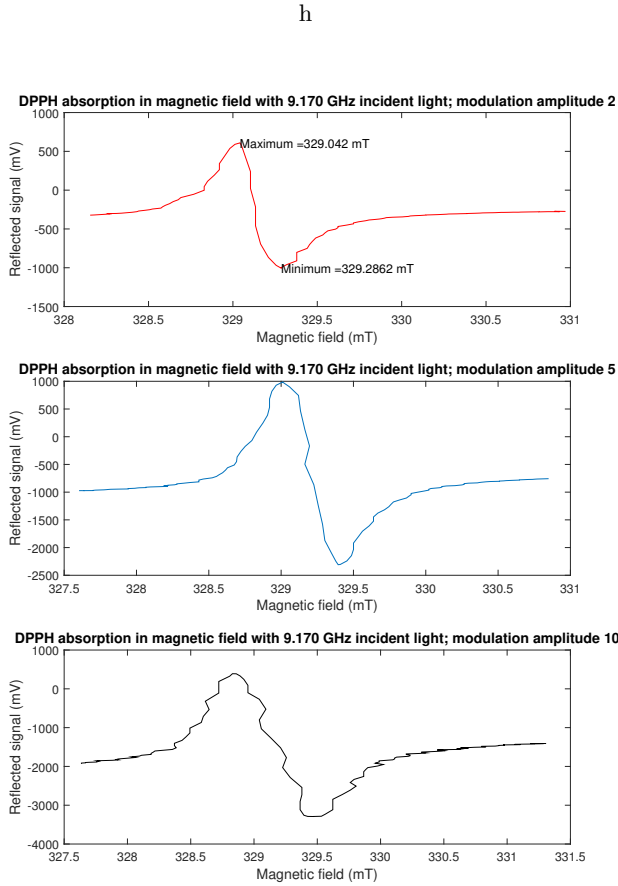 h
DPPH absorption in magnetic field with 9.170 GHz incident light; modulation amplitude 2
1000
500
0
-500
-1000
-1500
Reflected signal (mV)
Maximum =329.042 mT
Minimum =329.2862 mT
328 328.5 329 329.5 330 330.5 331
Magnetic field (mT)
DPPH absorption in magnetic field with 9.170 GHz incident light; modulation amplitude 5
1000
500
0
-500
-1000
-1500
-2000
-2500
Reflected signal (mV)
327.5 328 328.5 329 329.5 330 330.5 331
Magnetic field (mT)
DPPH absorption in magnetic field with 9.170 GHz incident light; modulation amplitude 10
1000
0
-1000
-2000
-3000
-4000
Reflected signal (mV)
327.5 328 328.5 329 329.5 330 330.5 331 331.5
Magnetic field (mT)